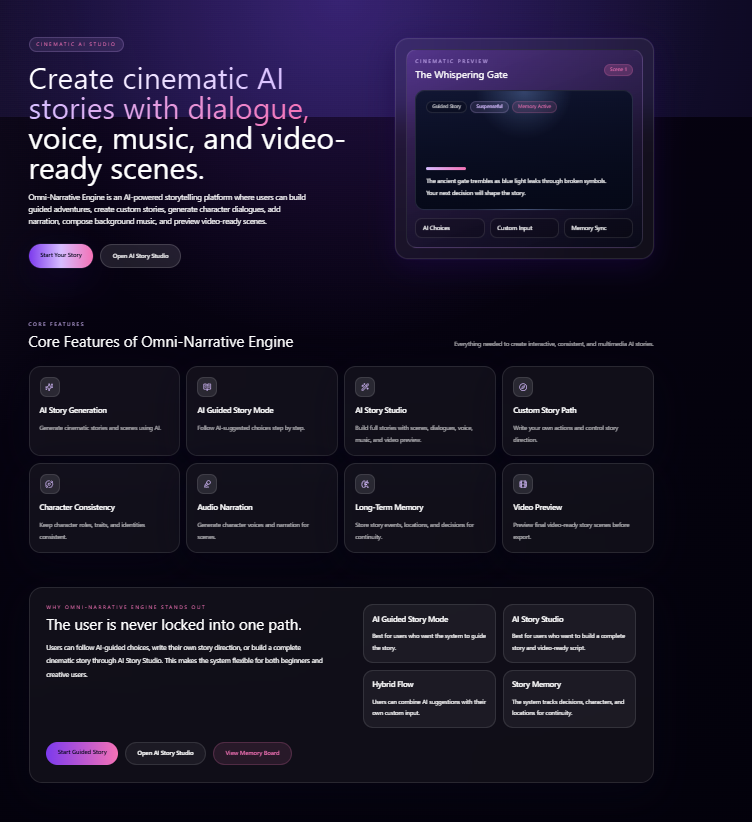 CINEMATIC AI STUDIO
Create cinematic AI
stories with dialogue,
voice, music, and video-
ready scenes.
Omni-Narrative Engine is an AI-powered storytelling platform where users can build
guided adventures, create custom stories, generate character dialogues, add
narration, compose background music, and preview video-ready scenes.
Start Your Story
Open AI Story Studio
CINEMATIC PREVIEW
The Whispering Gate
Guided Story
Suspenseful
Memory Active
The ancient gate trembles as blue light leaks through broken symbols.
Your next decision will shape the story.
AI Choices
Custom Input
Memory Sync
CORE FEATURES
Core Features of Omni-Narrative Engine
Everything needed to create interactive, consistent, and multimedia AI stories.
AI Story Generation
Generate cinematic stories and scenes using AI.
AI Guided Story Mode
Follow AI-suggested choices step by step.
AI Story Studio
Build full stories with scenes, dialogues, voice,
music, and video preview.
Custom Story Path
Write your own actions and control story
direction.
Character Consistency
Keep character roles, traits, and identities
consistent.
Audio Narration
Generate character voices and narration for
scenes.
Long-Term Memory
Store story events, locations, and decisions for
continuity.
Video Preview
Preview final video-ready story scenes before
export.
WHY OMNI-NARRATIVE ENGINE STANDS OUT
The user is never locked into one path.
Users can follow AI-guided choices, write their own story direction, or build a complete
cinematic story through AI Story Studio. This makes the system flexible for both beginners and
creative users.
Start Guided Story
Open AI Story Studio
View Memory Board
AI Guided Story Mode
Best for users who want the system to guide
the story.
AI Story Studio
Best for users who want to build a complete
story and video-ready script.
Hybrid Flow
Users can combine AI suggestions with their
own custom input.
Story Memory
The system tracks decisions, characters, and
locations for continuity.